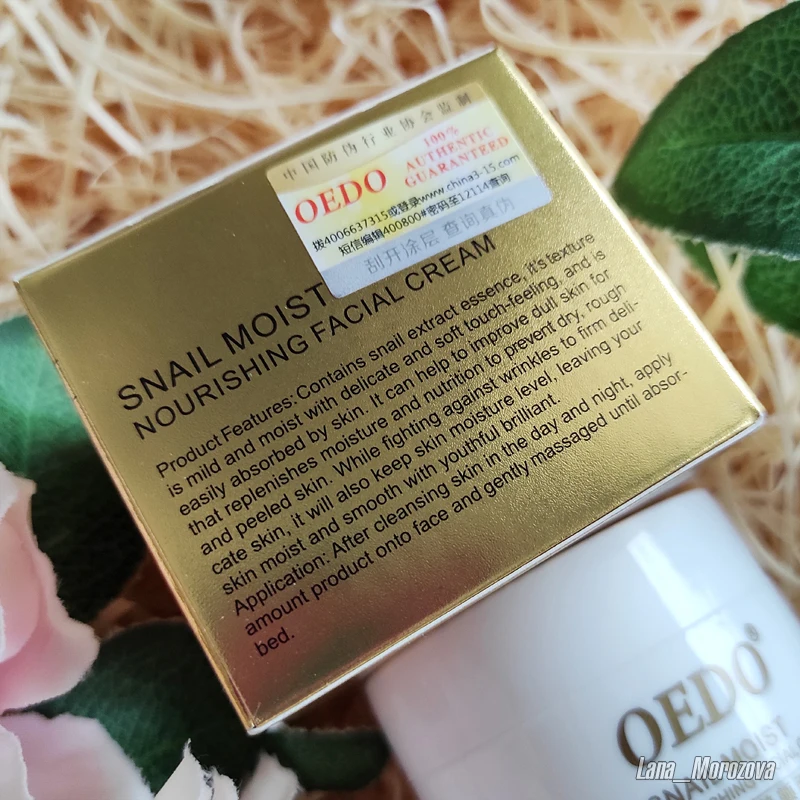 中国防伪行业协会监制
OEDO
100%
AUTHENTIC
GUARANTEED
拨4006637315或登录www.china3-15.com
短信编辑400800#密码至12114查询
刮开涂层 查询真伪
SNAIL MOIST
NOURISHING FACIAL CREAM
Product Features: Contains snail extract essence, it's texture
is mild and moist with delicate and soft touch-feeling, and is
easily absorbed by skin. It can help to improve dull skin for
that replenishes moisture and nutrition to prevent dry, rough
and peeled skin. While fighting against wrinkles to firm deli-
cate skin, it will also keep skin moisture level, leaving your
skin moist and smooth with youthful brilliant.
Application: After cleansing skin in the day and night, apply
amount product onto face and gently massaged until absor-
bed.
OEDO®
SNAIL MOIST
Lana__Morozova